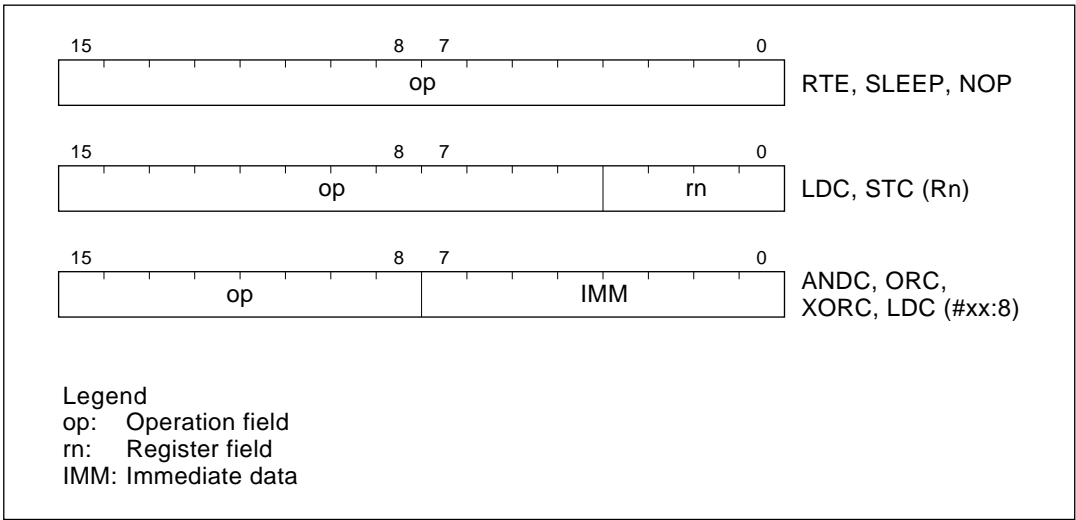 15 8 7 0
op
RTE, SLEEP, NOP
15 8 7 0
op rn
LDC, STC (Rn)
15 8 7 0
op IMM
ANDC, ORC,
XORC, LDC (#xx:8)
Legend
op: Operation field
rn: Register field
IMM: Immediate data